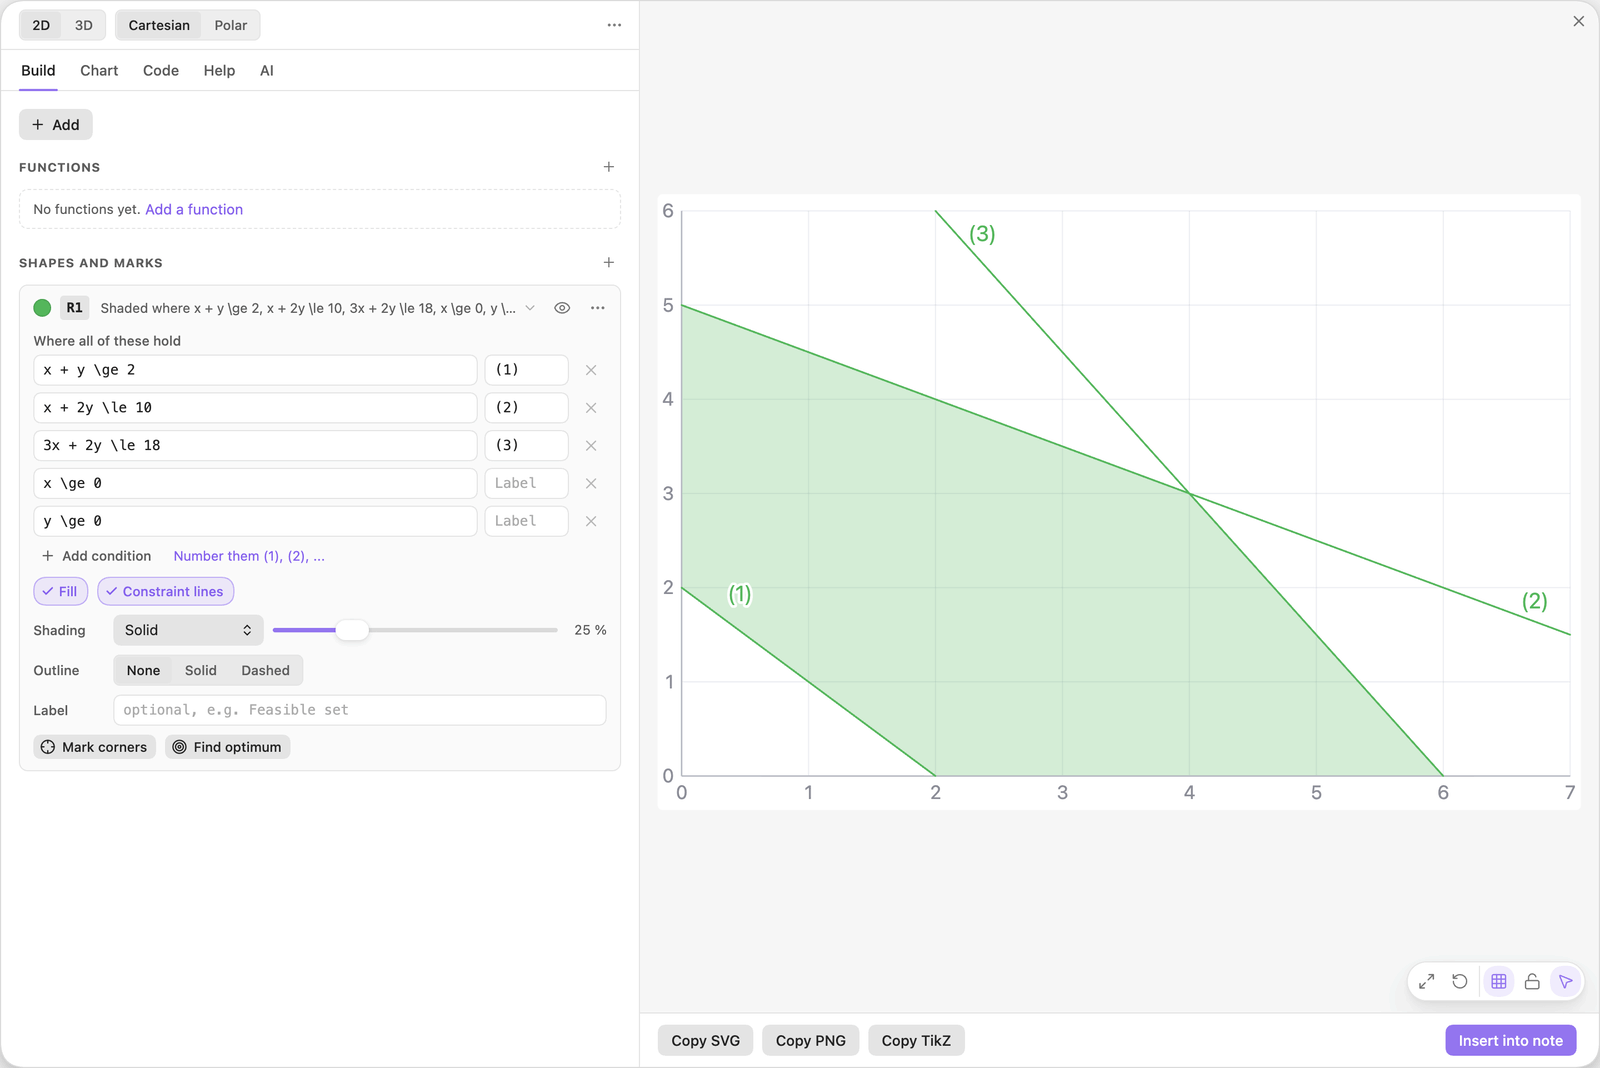 2D 3D Cartesian Polar
Build Chart Code Help AI
+ Add
FUNCTIONS
No functions yet. Add a function
SHAPES AND MARKS
R1 Shaded where x + y \ge 2, x + 2y \le 10, 3x + 2y \le 18, x \ge 0, y \...
Where all of these hold
x + y \ge 2 (1)
x + 2y \le 10 (2)
3x + 2y \le 18 (3)
x \ge 0 Label
y \ge 0 Label
+ Add condition Number them (1), (2), ...
Fill Constraint lines
Shading Solid 25 %
Outline None Solid Dashed
Label optional, e.g. Feasible set
Mark corners Find optimum
6
(3)
5
4
3
2
(1)
(2)
1
0
0 1 2 3 4 5 6 7
Copy SVG Copy PNG Copy TikZ Insert into note